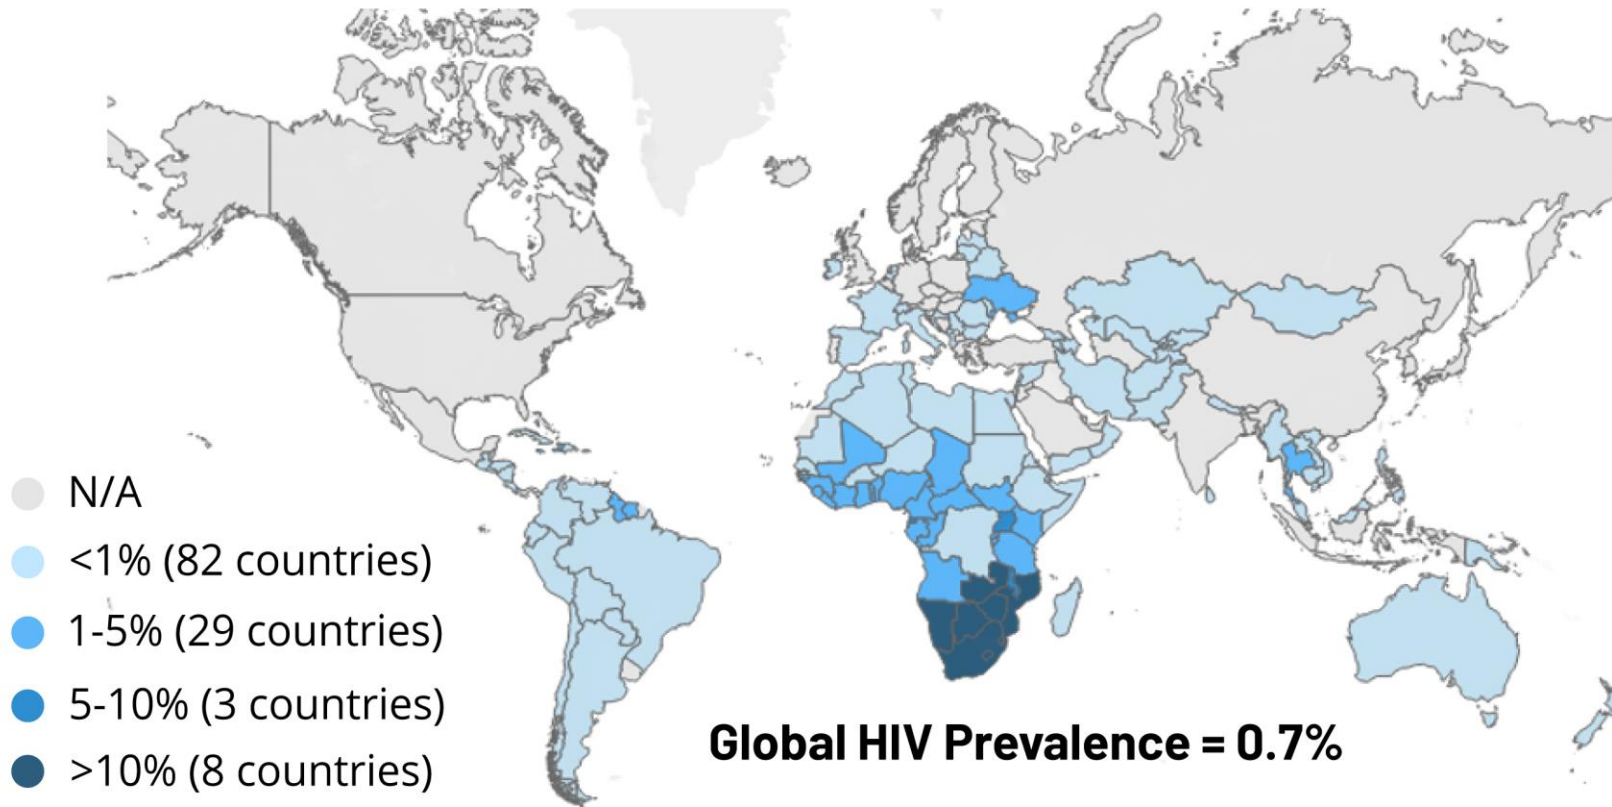 N/A
<1% (82 countries)
1-5% (29 countries)
5-10% (3 countries)
>10% (8 countries)
Global HIV Prevalence = 0.7%